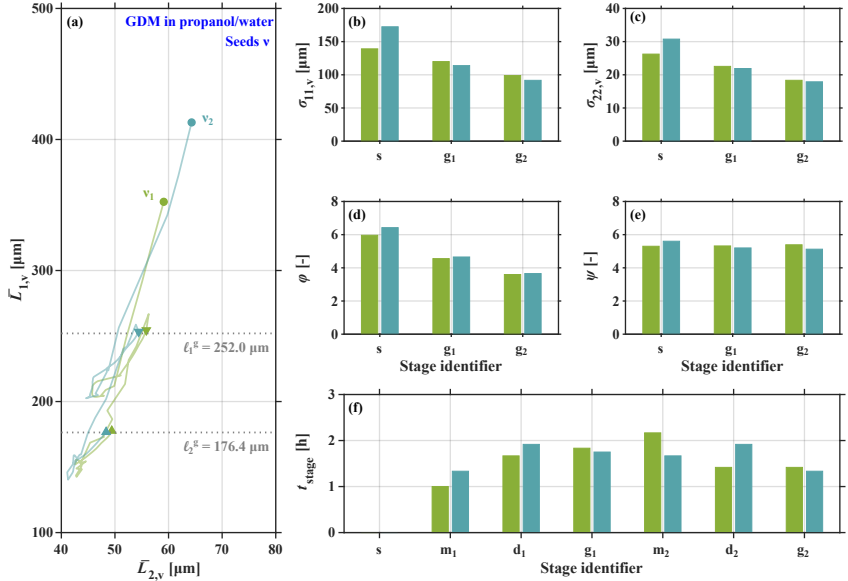 (a)
GDM in propanol/water
Seeds ν
500
400
300
200
100
L̄1,v [µm]
ν2
ν1
ℓ1g = 252.0 µm
ℓ2g = 176.4 µm
40 50 60 70 80
L̄2,v [µm]
(b)
200
150
100
50
0
σ11,v [µm]
s g1 g2
(c)
40
30
20
10
0
σ22,v [µm]
s g1 g2
(d)
8
6
4
2
0
φ [-]
s g1 g2
Stage identifier
(e)
8
6
4
2
0
ψ [-]
s g1 g2
Stage identifier
(f)
3
2
1
0
tstage [h]
s m1 d1 g1 m2 d2 g2
Stage identifier